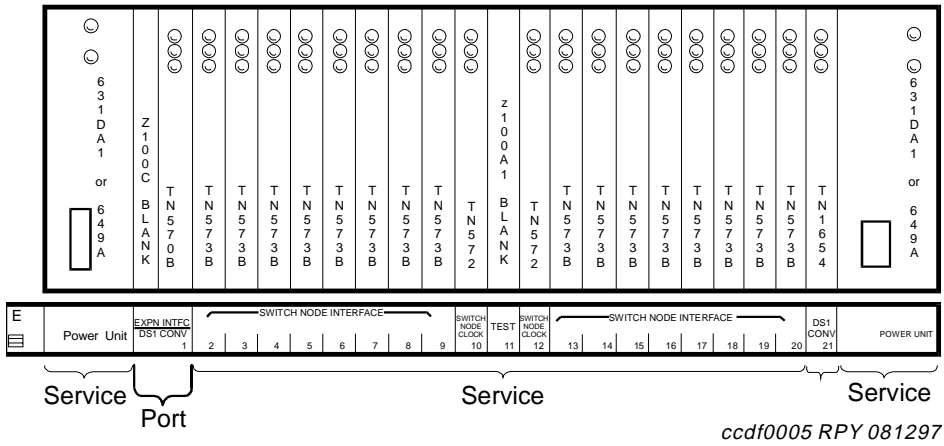 631DA1 or 649A
Z100C BLANK
TN570B
TN573B
TN573B
TN573B
TN573B
TN573B
TN573B
TN573B
TN573B
TN572
z100A1 BLANK
TN572
TN573B
TN573B
TN573B
TN573B
TN573B
TN573B
TN573B
TN573B
TN1654
631DA1 or 649A
E
Power Unit
EXPN INTFC
DS1 CONV
1
SWITCH NODE INTERFACE
2 3 4 5 6 7 8 9
SWITCH
NODE
CLOCK
10
TEST
11
SWITCH
NODE
CLOCK
12
SWITCH NODE INTERFACE
13 14 15 16 17 18 19 20
DS1
CONV
21
POWER UNIT
Service
Port
Service
Service
ccdf0005 RPY 081297